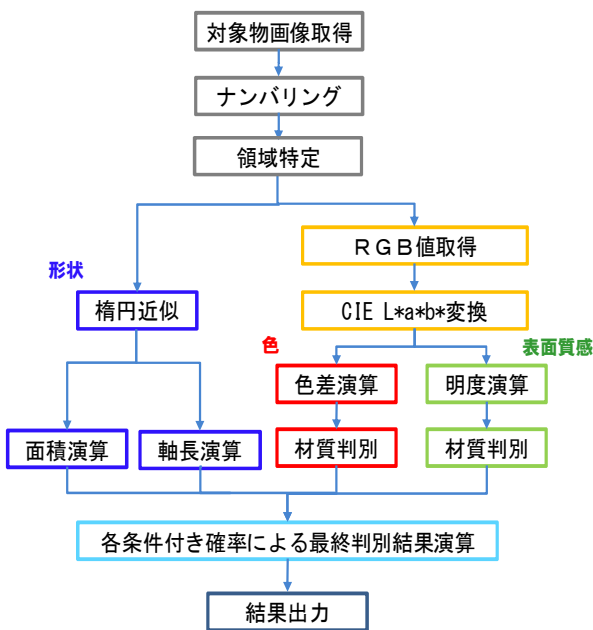 対象物画像取得
ナンバリング
領域特定
RGB値取得
形状
楕円近似
CIE L*a*b*変換
色
表面質感
色差演算
明度演算
面積演算
軸長演算
材質判別
材質判別
各条件付き確率による最終判別結果演算
結果出力